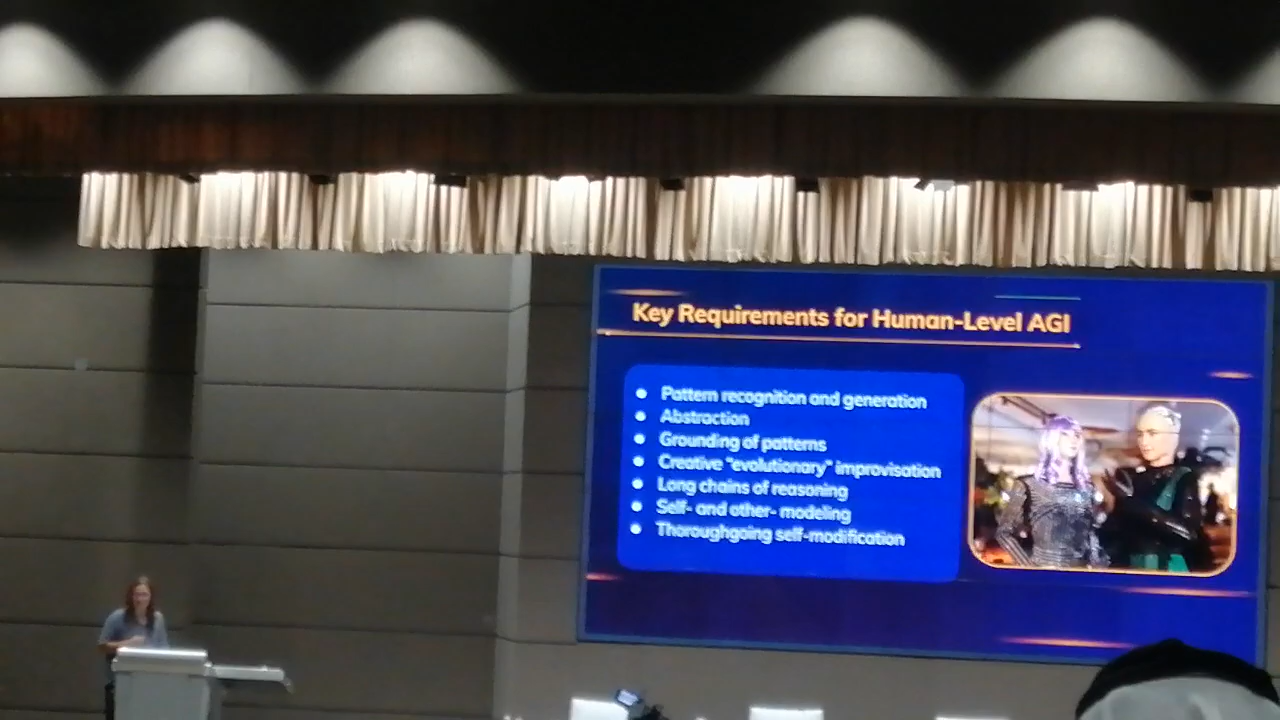 Key Requirements for Human-Level AGI
Pattern recognition and generation
Abstraction
Grounding of patterns
Creative "evolutionary" improvisation
Long chains of reasoning
Self- and other- modeling
Thoroughgoing self-modification